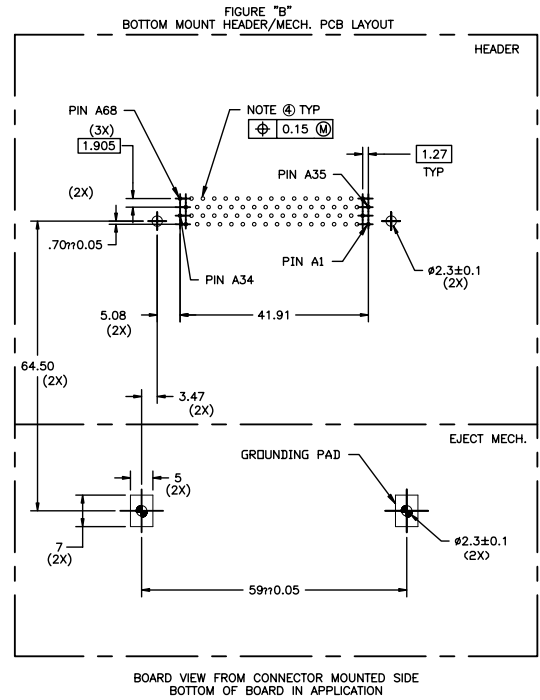 FIGURE "B"
BOTTOM MOUNT HEADER/MECH. PCB LAYOUT
HEADER
PIN A68
NOTE ④ TYP
(3X)
⌖ 0.15 Ⓜ
1.905
1.27
TYP
PIN A35
(2X)
.70חו0.05
PIN A1
PIN A34
ø2.3±0.1
(2X)
5.08
(2X)
41.91
64.50
(2X)
3.47
(2X)
EJECT MECH.
GROUNDING PAD
5
(2X)
7
(2X)
ø2.3±0.1
(2X)
59חו0.05
BOARD VIEW FROM CONNECTOR MOUNTED SIDE
BOTTOM OF BOARD IN APPLICATION